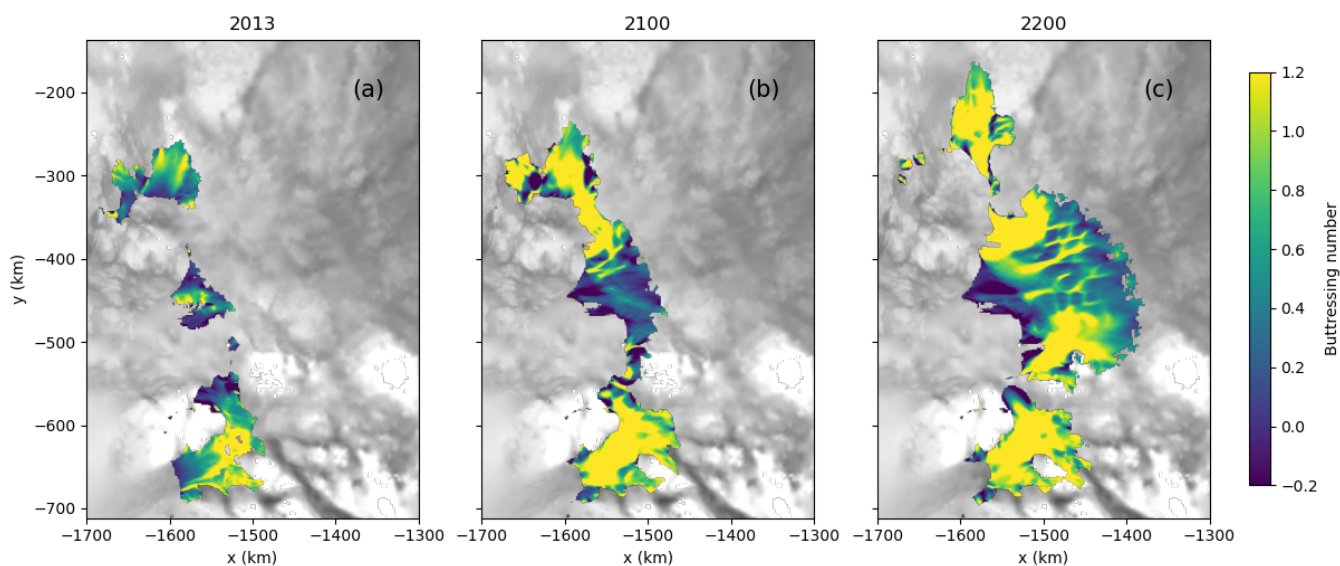 2013
2100
2200
(a)
(b)
(c)
−200
−300
−400
−500
−600
−700
y (km)
−1700 −1600 −1500 −1400 −1300
−1700 −1600 −1500 −1400 −1300
−1700 −1600 −1500 −1400 −1300
x (km)
x (km)
x (km)
1.2
1.0
0.8
0.6
0.4
0.2
0.0
−0.2
Buttressing number